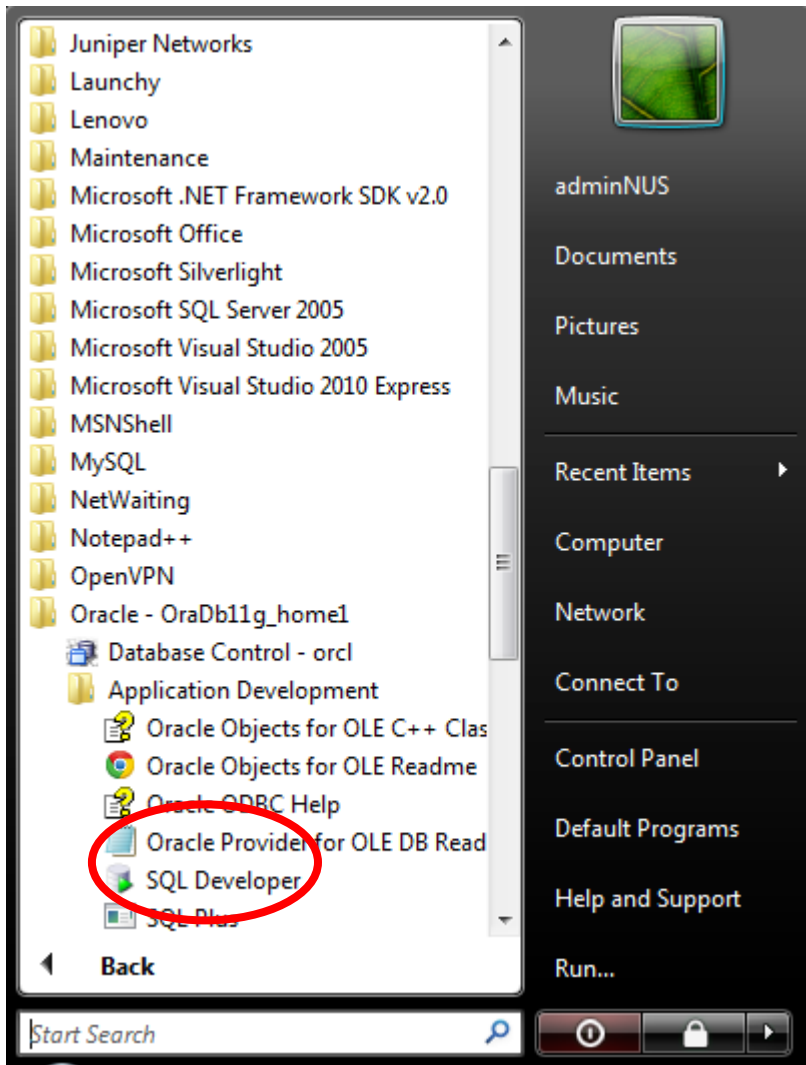 Juniper Networks
Launchy
Lenovo
Maintenance
Microsoft .NET Framework SDK v2.0
Microsoft Office
Microsoft Silverlight
Microsoft SQL Server 2005
Microsoft Visual Studio 2005
Microsoft Visual Studio 2010 Express
MSNShell
MySQL
NetWaiting
Notepad++
OpenVPN
Oracle - OraDb11g_home1
Database Control - orcl
Application Development
Oracle Objects for OLE C++ Clas
Oracle Objects for OLE Readme
Oracle ODBC Help
Oracle Provider for OLE DB Read
SQL Developer
SQL Plus
Back
Start Search
adminNUS
Documents
Pictures
Music
Recent Items
Computer
Network
Connect To
Control Panel
Default Programs
Help and Support
Run...